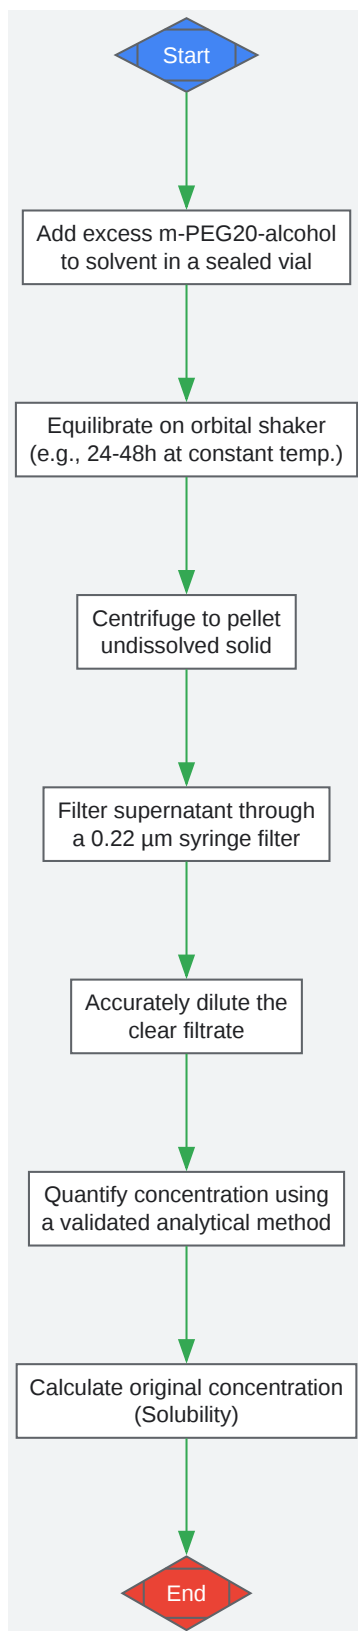 Start
Add excess m-PEG20-alcohol
to solvent in a sealed vial
Equilibrate on orbital shaker
(e.g., 24-48h at constant temp.)
Centrifuge to pellet
undissolved solid
Filter supernatant through
a 0.22 µm syringe filter
Accurately dilute the
clear filtrate
Quantify concentration using
a validated analytical method
Calculate original concentration
(Solubility)
End